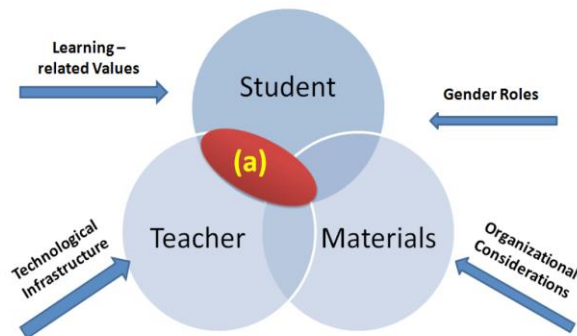 Learning –
related Values
Student
Gender Roles
(a)
Teacher
Materials
Technological
Infrastructure
Organizational
Considerations